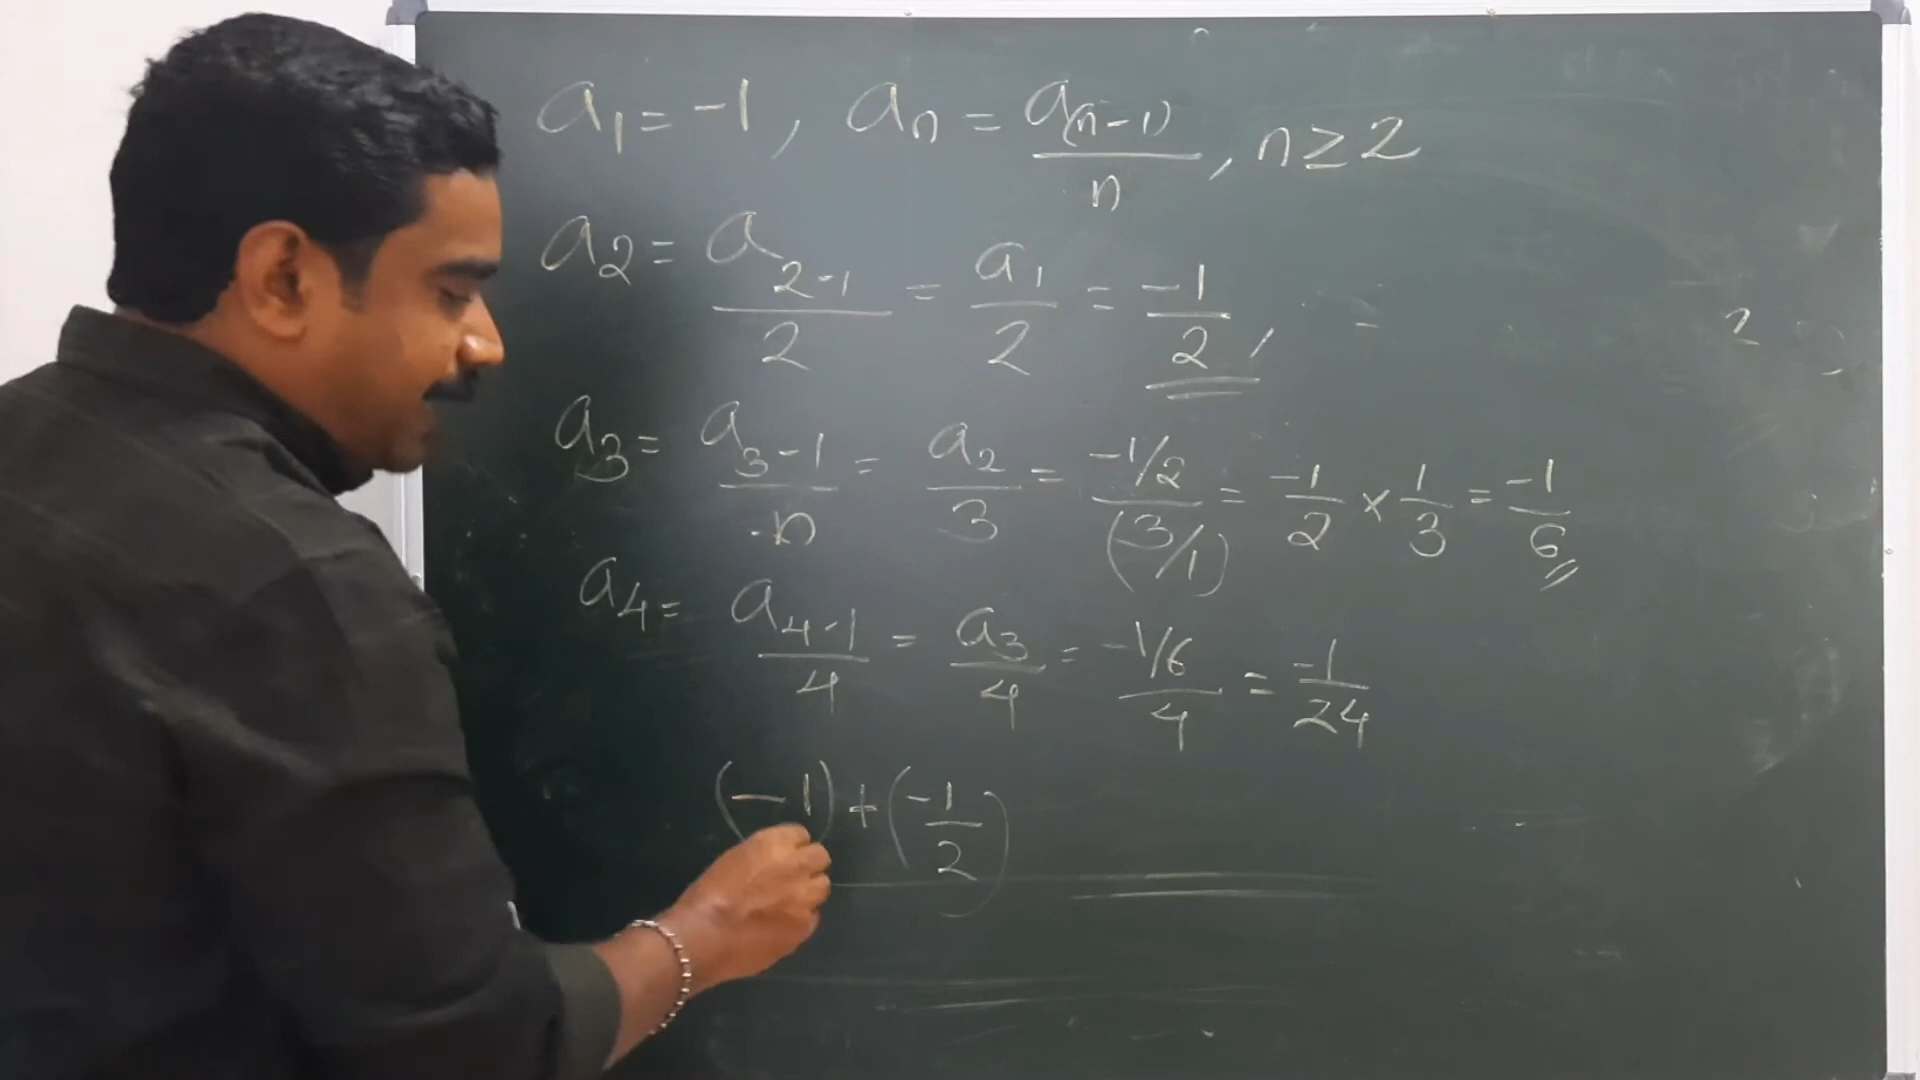 a₁ = -1, aₙ = a₍ₙ₋₁₎/n, n ≥ 2
a₂ = a₂₋₁/2 = a₁/2 = -1/2,
a₃ = a₃₋₁/n = a₂/3 = (-1/2)/(3/1) = -1/2 × 1/3 = -1/6
a₄ = a₄₋₁/4 = a₃/4 = (-1/6)/4 = -1/24
(-1) + (-1/2)